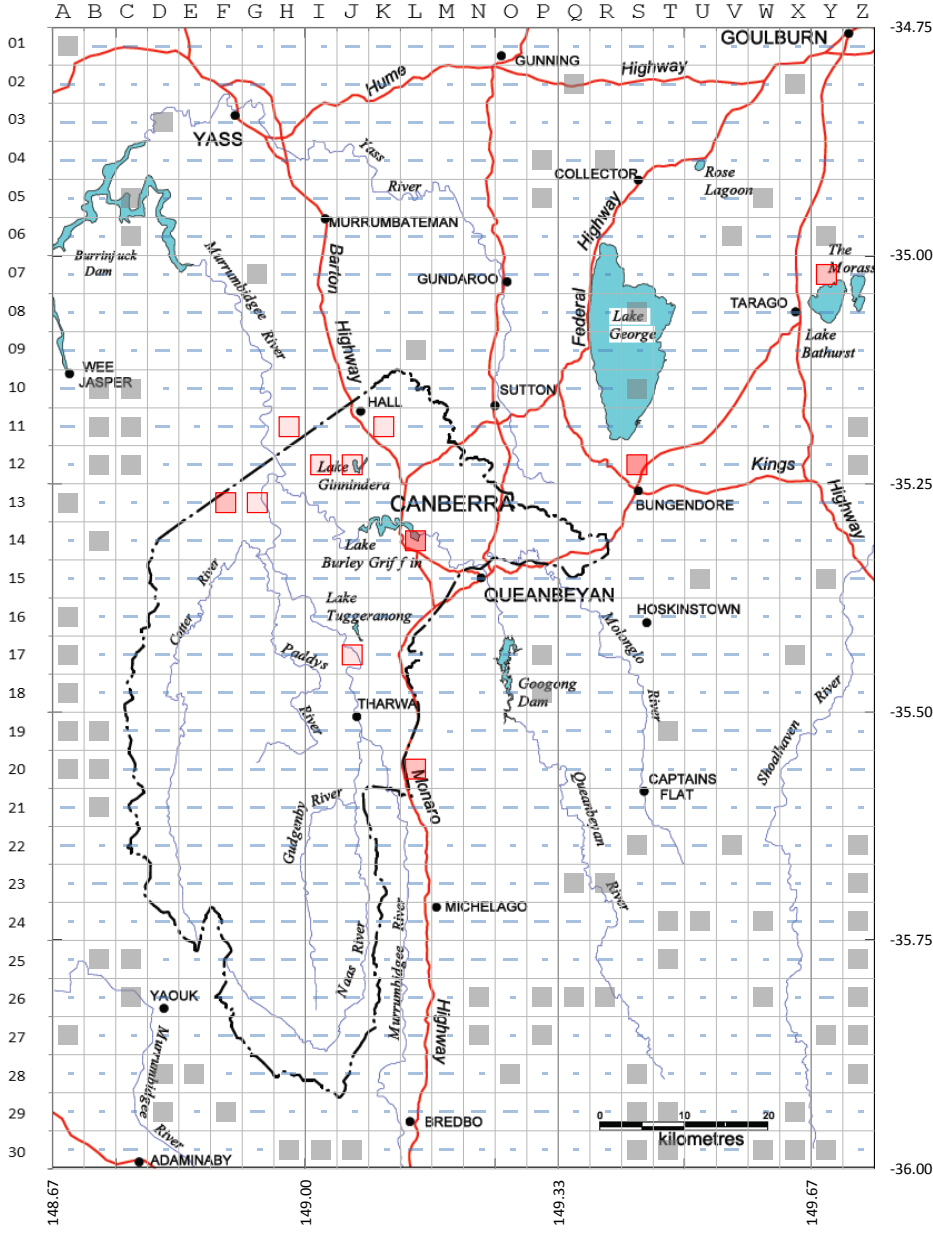 A B C D E F G H I J K L M N O P Q R S T U V W X Y Z
-34.75
GOULBURN
01
GUNNING
Hume
Highway
02
03
YASS
Yass
04
COLLECTOR
Rose
Lagoon
River
05
MURRUMBATEMAN
Highway
06
Burrinjuck
Dam
Murrumbidgee
River
Barton
Highway
-35.00
The
Morass
07
GUNDAROO
Federal
TARAGO
08
Lake
George
Lake
Bathurst
09
WEE
JASPER
10
SUTTON
HALL
11
12
Lake
Ginnindera
Kings
Highway
-35.25
13
CANBERRA
BUNGENDORE
14
Lake
Burley Griffin
15
QUEANBEYAN
River
Cotter
Lake
Tuggeranong
HOSKINSTOWN
16
Molonglo
River
17
Paddys
River
Googong
Dam
River
Shoalhaven
18
THARWA
-35.50
19
20
Monaro
CAPTAINS
FLAT
Queanbeyan
River
21
Gudgenby
River
22
23
MICHELAGO
24
-35.75
25
Naas
River
Murrumbidgee
River
26
YAOUK
27
Highway
Murrumbidgee
River
28
29
BREDBO
0 10 20
kilometres
30
ADAMINABY
-36.00
148.67
149.00
149.33
149.67